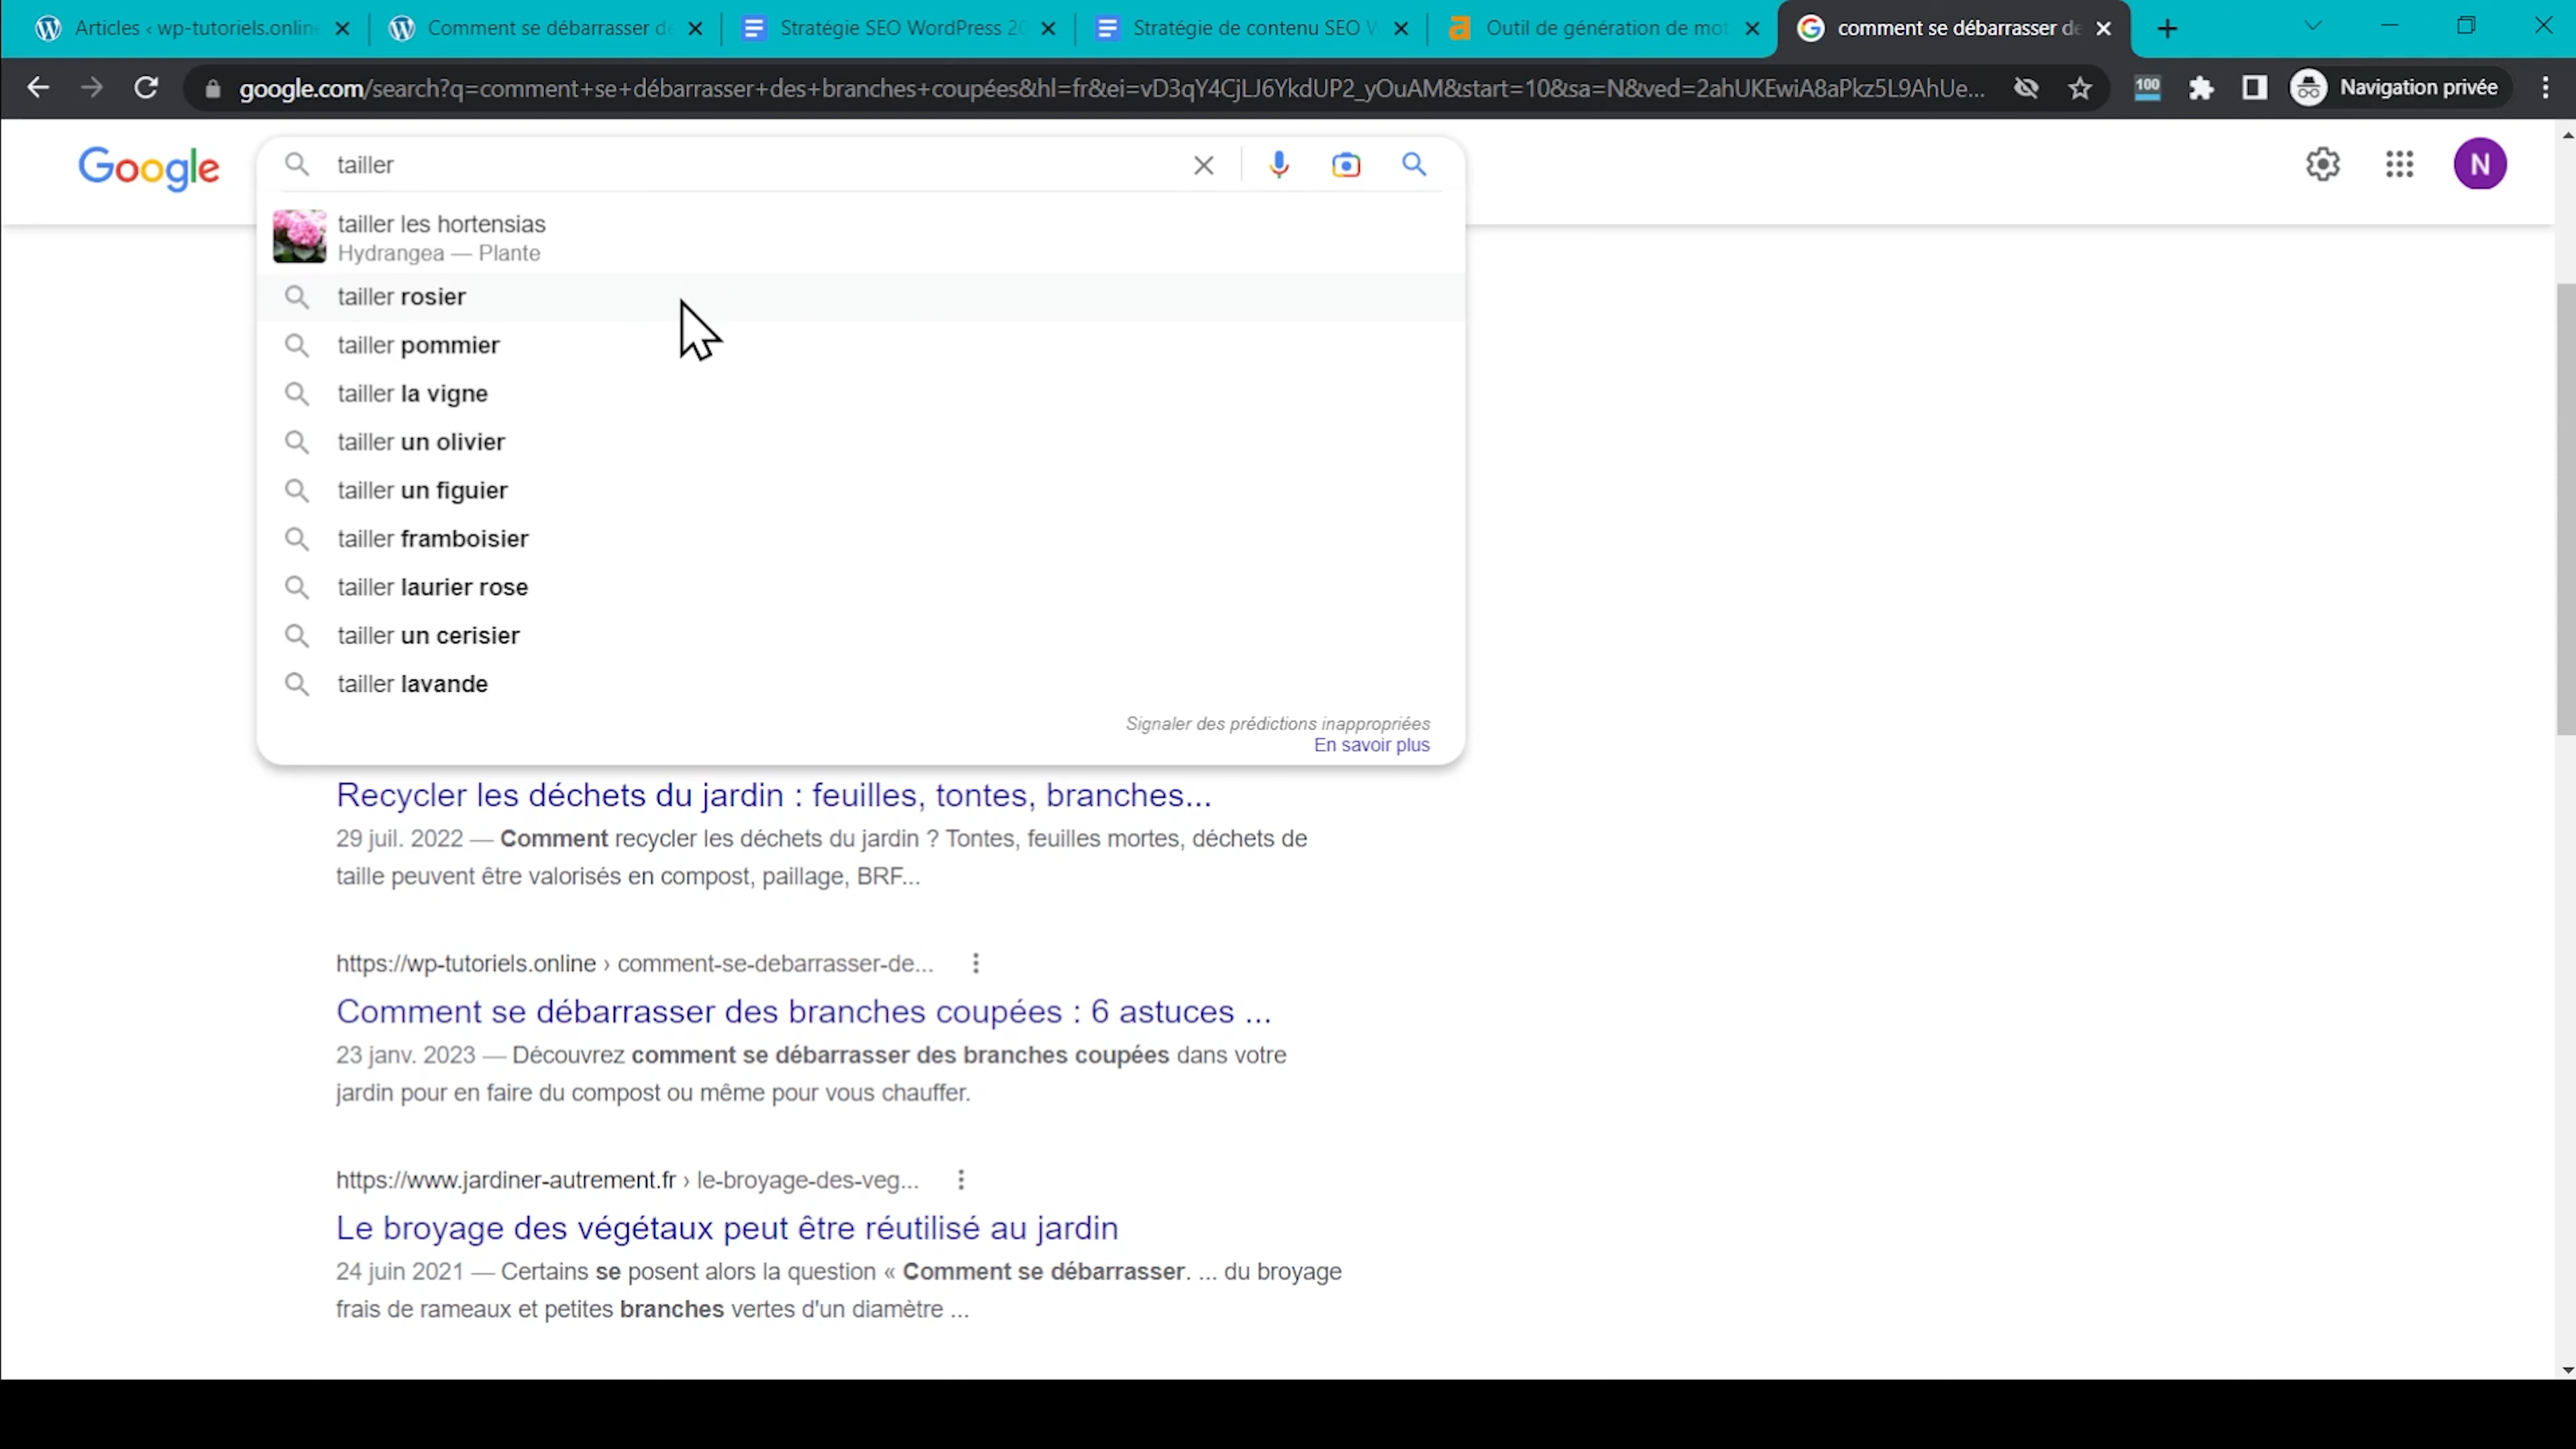 Articles ‹ wp-tutoriels.online
Comment se débarrasser de
Stratégie SEO WordPress 20
Stratégie de contenu SEO W
Outil de génération de mot
comment se débarrasser de
google.com/search?q=comment+se+débarrasser+des+branches+coupées&hl=fr&ei=vD3qY4CjLJ6YkdUP2_yOuAM&start=10&sa=N&ved=2ahUKEwiA8aPkz5L9AhUe...
100
Navigation privée
Google
tailler
N
tailler les hortensias
Hydrangea — Plante
tailler rosier
tailler pommier
tailler la vigne
tailler un olivier
tailler un figuier
tailler framboisier
tailler laurier rose
tailler un cerisier
tailler lavande
Signaler des prédictions inappropriées
En savoir plus
Recycler les déchets du jardin : feuilles, tontes, branches...
29 juil. 2022 — Comment recycler les déchets du jardin ? Tontes, feuilles mortes, déchets de
taille peuvent être valorisés en compost, paillage, BRF...
https://wp-tutoriels.online › comment-se-debarrasser-de...
Comment se débarrasser des branches coupées : 6 astuces ...
23 janv. 2023 — Découvrez comment se débarrasser des branches coupées dans votre
jardin pour en faire du compost ou même pour vous chauffer.
https://www.jardiner-autrement.fr › le-broyage-des-veg...
Le broyage des végétaux peut être réutilisé au jardin
24 juin 2021 — Certains se posent alors la question « Comment se débarrasser. ... du broyage
frais de rameaux et petites branches vertes d'un diamètre ...